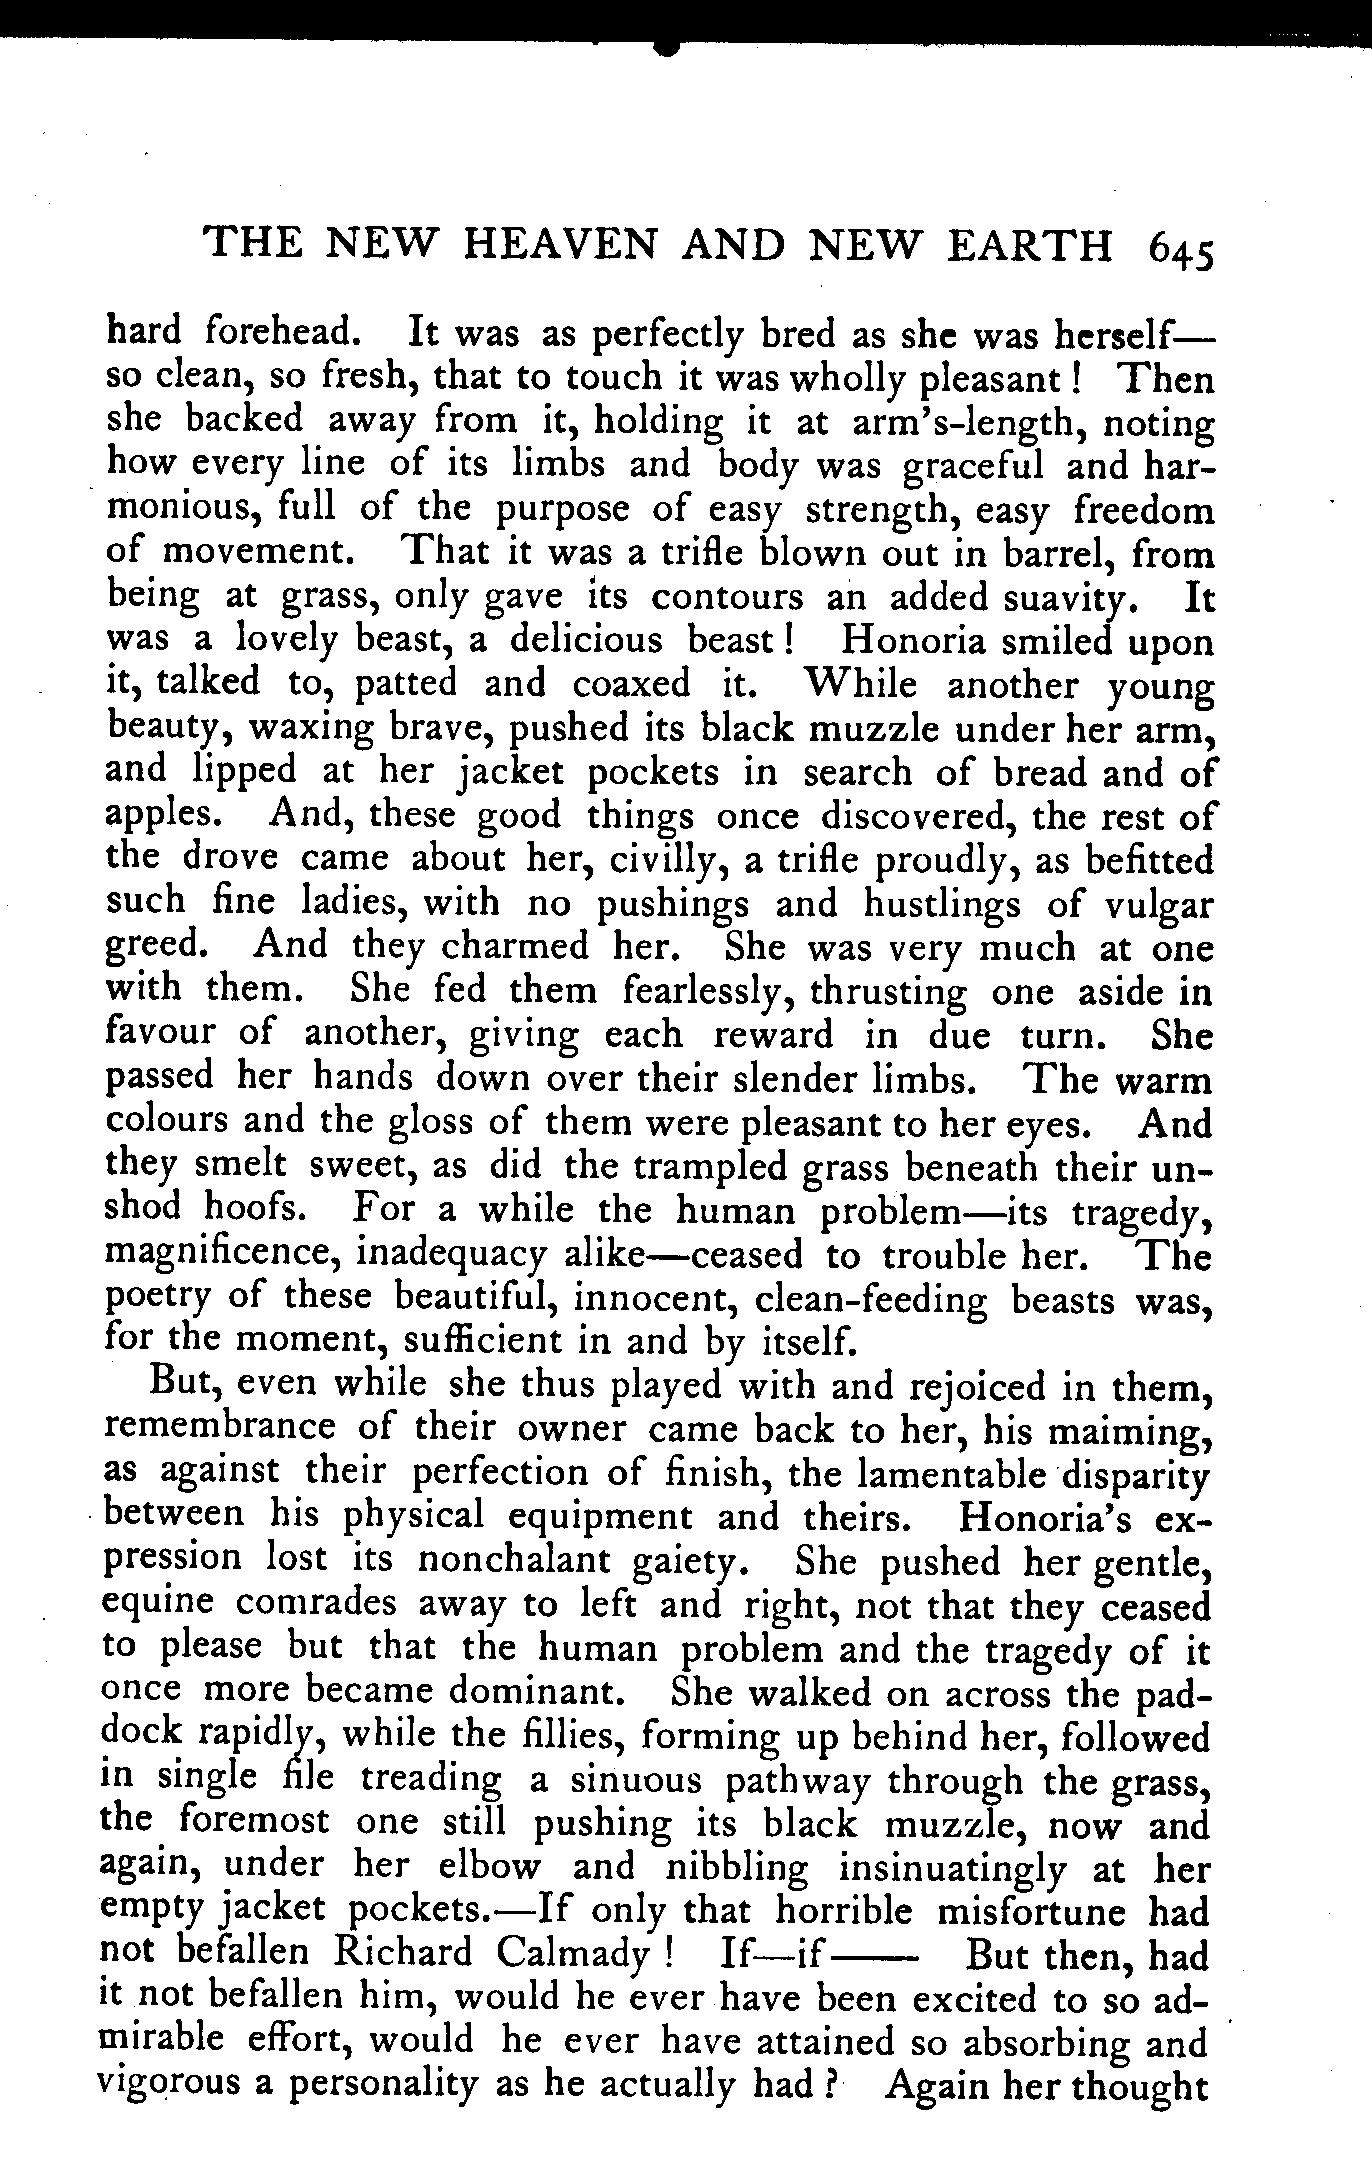 THE NEW HEAVEN AND NEW EARTH 645
hard forehead. It was as perfectly bred as she was herself—
so clean, so fresh, that to touch it was wholly pleasant ! Then
she backed away from it, holding it at arm's-length, noting
how every line of its limbs and body was graceful and har-
monious, full of the purpose of easy strength, easy freedom
of movement. That it was a trifle blown out in barrel, from
being at grass, only gave its contours an added suavity. It
was a lovely beast, a delicious beast ! Honoria smiled upon
it, talked to, patted and coaxed it. While another young
beauty, waxing brave, pushed its black muzzle under her arm,
and lipped at her jacket pockets in search of bread and of
apples. And, these good things once discovered, the rest of
the drove came about her, civilly, a trifle proudly, as befitted
such fine ladies, with no pushings and hustlings of vulgar
greed. And they charmed her. She was very much at one
with them. She fed them fearlessly, thrusting one aside in
favour of another, giving each reward in due turn. She
passed her hands down over their slender limbs. The warm
colours and the gloss of them were pleasant to her eyes. And
they smelt sweet, as did the trampled grass beneath their un-
shod hoofs. For a while the human problem—its tragedy,
magnificence, inadequacy alike—ceased to trouble her. The
poetry of these beautiful, innocent, clean-feeding beasts was,
for the moment, sufficient in and by itself.
But, even while she thus played with and rejoiced in them,
remembrance of their owner came back to her, his maiming,
as against their perfection of finish, the lamentable disparity
between his physical equipment and theirs. Honoria's ex-
pression lost its nonchalant gaiety. She pushed her gentle,
equine comrades away to left and right, not that they ceased
to please but that the human problem and the tragedy of it
once more became dominant. She walked on across the pad-
dock rapidly, while the fillies, forming up behind her, followed
in single file treading a sinuous pathway through the grass,
the foremost one still pushing its black muzzle, now and
again, under her elbow and nibbling insinuatingly at her
empty jacket pockets.—If only that horrible misfortune had
not befallen Richard Calmady ! If—if—— But then, had
it not befallen him, would he ever have been excited to so ad-
mirable effort, would he ever have attained so absorbing and
vigorous a personality as he actually had ? Again her thought